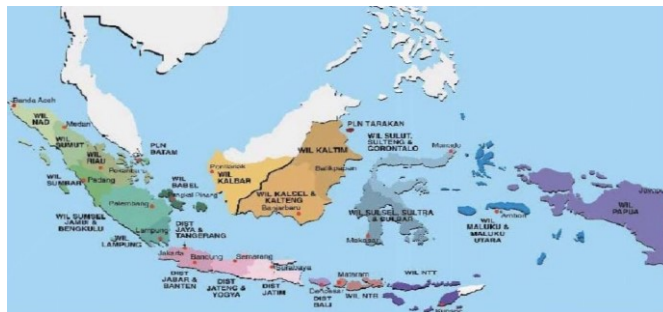 Banda Aceh
WIL
NAD
Medan
WIL
SUMUT
WIL
RIAU
PLN
BATAM
Padang
WIL
SUMBAR
WIL
BABEL
Palembang
WIL SUMSEL
JAMBI &
BENGKULU
Lampung
WIL
LAMPUNG
DIST
JAYA &
TANGERANG
Jakarta
Bandung
Semarang
Surabaya
DIST
JABAR &
BANTEN
DIST
JATENG &
YOGYA
DIST
JATIM
Pontianak
WIL
KALBAR
WIL KALTIM
PLN TARAKAN
Balikpapan
WIL KALSEL &
KALTENG
Banjarbaru
WIL SULUT,
SULTENG &
GORONTALO
Manado
WIL SULSEL, SULTRA
& SULBAR
Makassar
Denpasar
DIST
BALI
Mataram
WIL NTB
WIL NTT
Kupang
Ambon
WIL
MALUKU &
MALUKU
UTARA
WIL
PAPUA